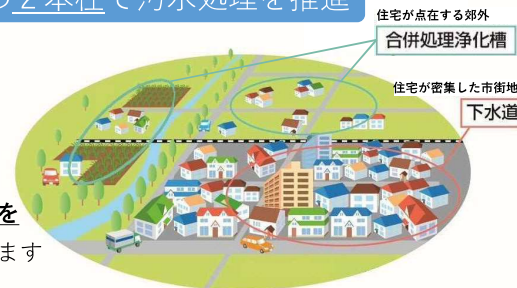 ２本柱で汚水処理を推進
住宅が点在する郊外
合併処理浄化槽
住宅が密集した市街地
下水道
を
ます